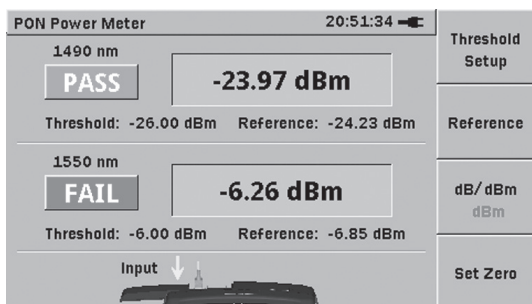 PON Power Meter 20:51:34
1490 nm
PASS -23.97 dBm
Threshold: -26.00 dBm Reference: -24.23 dBm
1550 nm
FAIL -6.26 dBm
Threshold: -6.00 dBm Reference: -6.85 dBm
Input
Threshold
Setup
Reference
dB/dBm
dBm
Set Zero